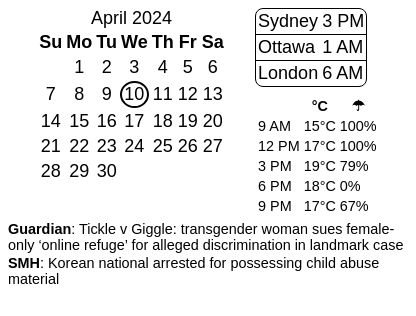 April 2024
Su Mo Tu We Th Fr Sa
1 2 3 4 5 6
7 8 9 10 11 12 13
14 15 16 17 18 19 20
21 22 23 24 25 26 27
28 29 30
Sydney 3 PM
Ottawa 1 AM
London 6 AM
°C ☂
9 AM 15°C 100%
12 PM 17°C 100%
3 PM 19°C 79%
6 PM 18°C 0%
9 PM 17°C 67%
Guardian: Tickle v Giggle: transgender woman sues female-
only ‘online refuge’ for alleged discrimination in landmark case
SMH: Korean national arrested for possessing child abuse
material